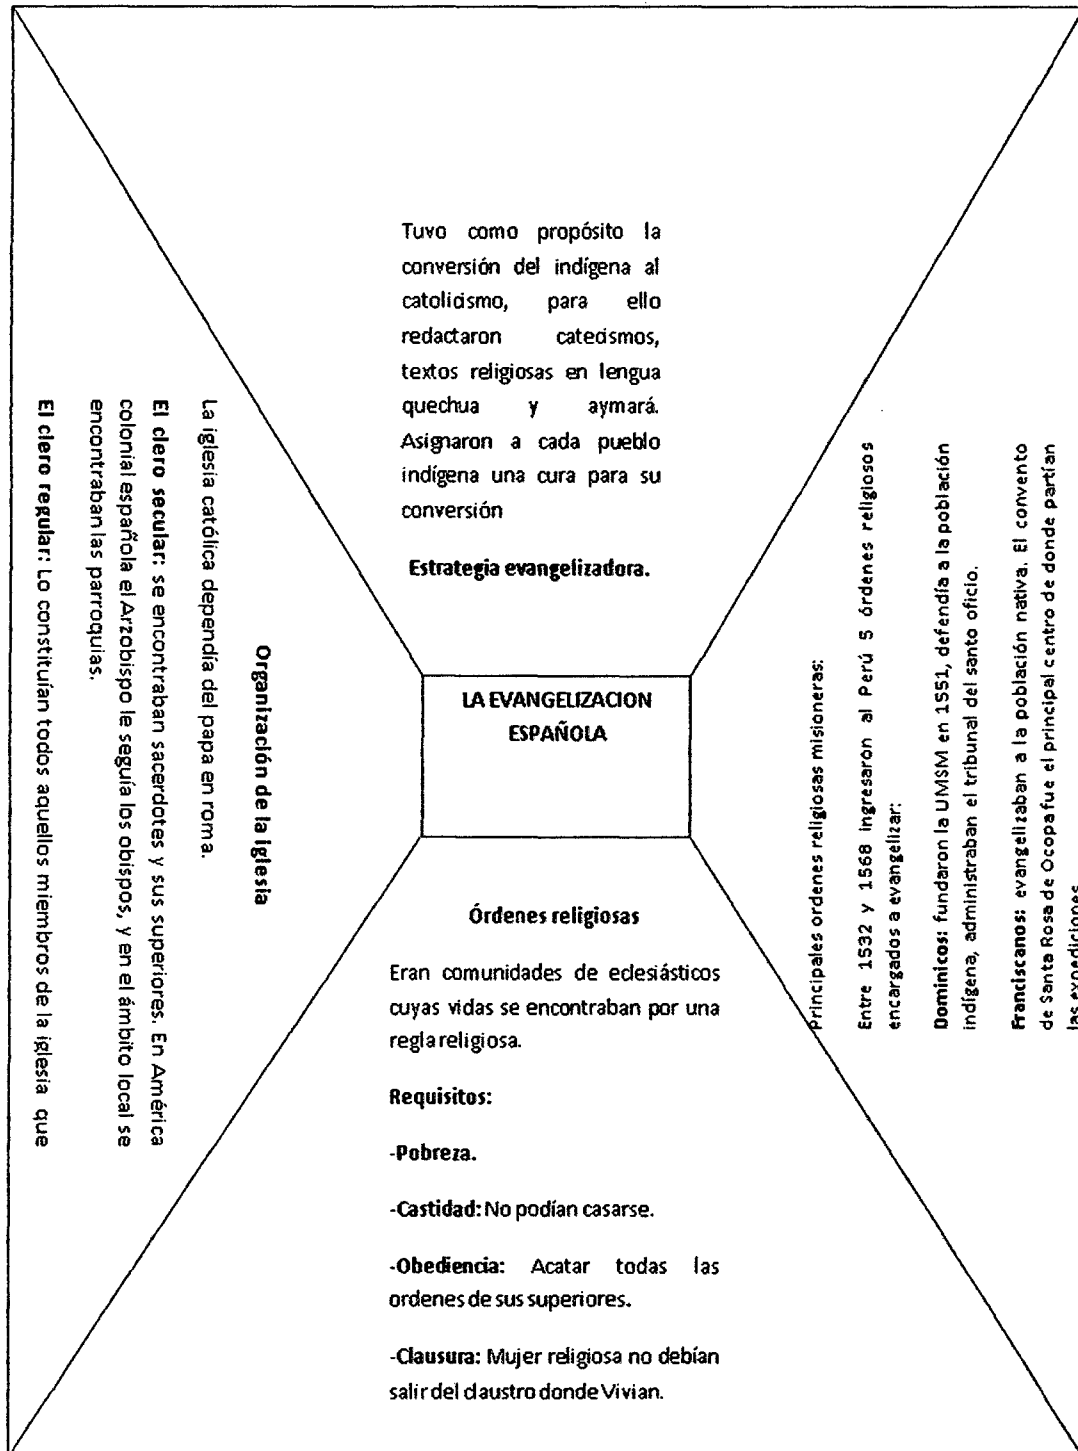 Tuvo como propósito la
conversión del indígena al
catolicismo, para ello
redactaron catecismos,
textos religiosas en lengua
quechua y aymará.
Asignaron a cada pueblo
indígena una cura para su
conversión
Estrategia evangelizadora.
LA EVANGELIZACION
ESPAÑOLA
Organización de la iglesia
La iglesia católica dependía del papa en roma.
El clero secular: se encontraban sacerdotes y sus superiores. En América
colonial española el Arzobispo le seguía los obispos, y en el ámbito local se
encontraban las parroquias.
El clero regular: Lo constituían todos aquellos miembros de la iglesia que
Principales ordenes religiosas misioneras:
Entre 1532 y 1568 ingresaron al Perú 5 órdenes religiosos
encargados a evangelizar:
Dominicos: fundaron la UMSM en 1551, defendía a la población
indígena, administraban el tribunal del santo oficio.
Franciscanos: evangelizaban a la población nativa. El convento
de Santa Rosa de Ocopa fue el principal centro de donde partían
las expediciones
Órdenes religiosas
Eran comunidades de eclesiásticos
cuyas vidas se encontraban por una
regla religiosa.
Requisitos:
-Pobreza.
-Castidad: No podían casarse.
-Obediencia: Acatar todas las
ordenes de sus superiores.
-Clausura: Mujer religiosa no debían
salir del claustro donde Vivian.